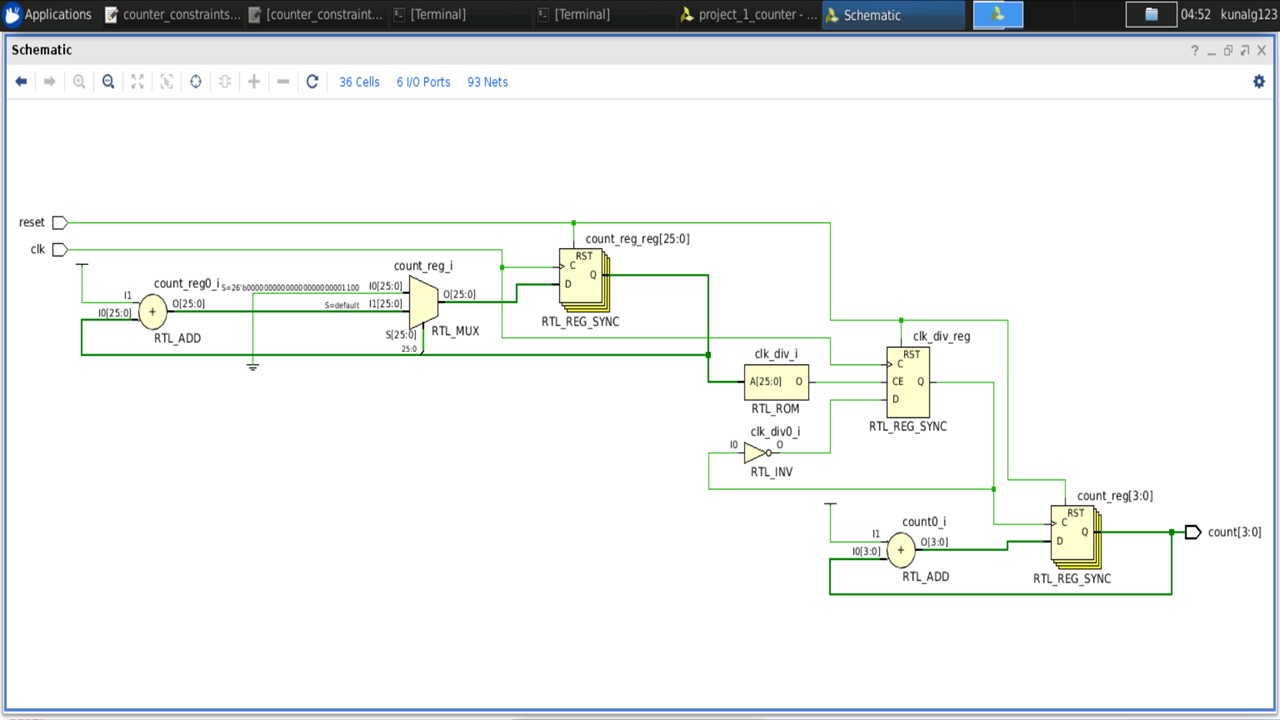 Applications
counter_constraints...
[counter_constraint...
[Terminal]
[Terminal]
project_1_counter - ...
Schematic
04:52
kunalg123
Schematic
36 Cells
6 I/O Ports
93 Nets
reset
clk
count_reg0_i
I1
I0[25:0]
+
O[25:0]
RTL_ADD
S=26'b00000000000000000000001100
S=default
count_reg_i
I0[25:0]
I1[25:0]
S[25:0]
25:0
O[25:0]
RTL_MUX
count_reg_reg[25:0]
RST
C
D
Q
RTL_REG_SYNC
clk_div_i
A[25:0]
O
RTL_ROM
clk_div0_i
I0
O
RTL_INV
clk_div_reg
RST
C
CE
D
Q
RTL_REG_SYNC
count0_i
I1
I0[3:0]
+
O[3:0]
RTL_ADD
count_reg[3:0]
RST
C
D
Q
RTL_REG_SYNC
count[3:0]